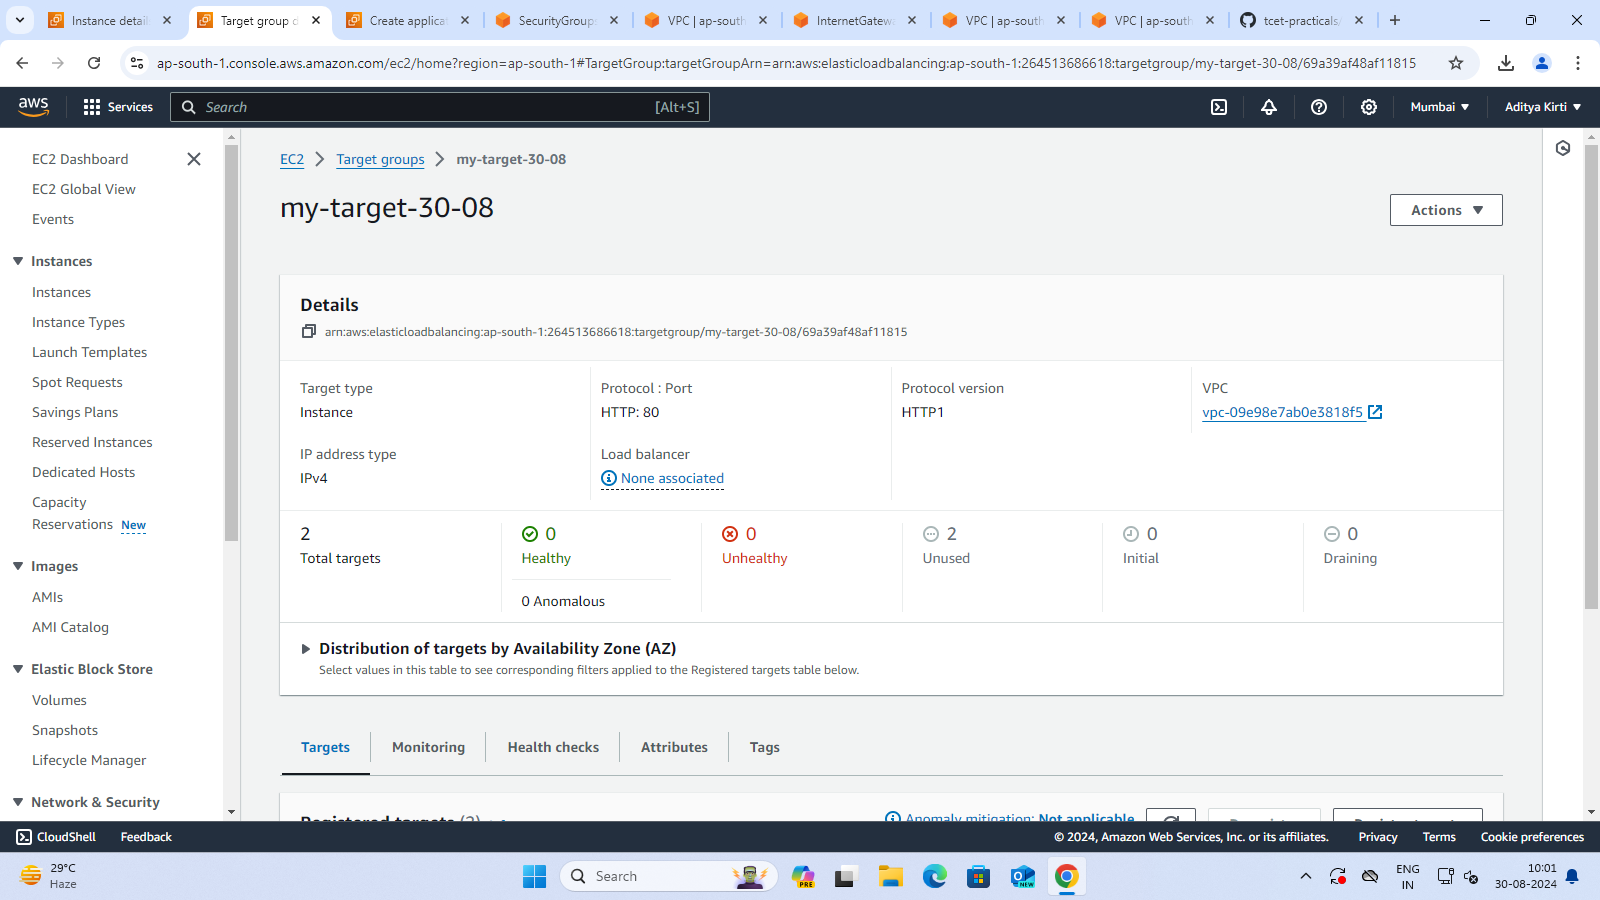 Instance detail
Target group d
Create applicat
SecurityGroup
VPC | ap-south
InternetGatew
VPC | ap-south
VPC | ap-south
tcet-practicals/
ap-south-1.console.aws.amazon.com/ec2/home?region=ap-south-1#TargetGroup:targetGroupArn=arn:aws:elasticloadbalancing:ap-south-1:264513686618:targetgroup/my-target-30-08/69a39af48af11815
aws
Services
Search
[Alt+S]
Mumbai
Aditya Kirti
EC2 Dashboard
EC2 Global View
Events
Instances
Instances
Instance Types
Launch Templates
Spot Requests
Savings Plans
Reserved Instances
Dedicated Hosts
Capacity
Reservations New
Images
AMIs
AMI Catalog
Elastic Block Store
Volumes
Snapshots
Lifecycle Manager
Network & Security
EC2
Target groups
my-target-30-08
my-target-30-08
Actions
Details
arn:aws:elasticloadbalancing:ap-south-1:264513686618:targetgroup/my-target-30-08/69a39af48af11815
Target type
Instance
Protocol : Port
HTTP: 80
Protocol version
HTTP1
VPC
vpc-09e98e7ab0e3818f5
IP address type
IPv4
Load balancer
None associated
2
Total targets
0
Healthy
0 Anomalous
0
Unhealthy
2
Unused
0
Initial
0
Draining
Distribution of targets by Availability Zone (AZ)
Select values in this table to see corresponding filters applied to the Registered targets table below.
Targets
Monitoring
Health checks
Attributes
Tags
Registered targets (2)
Anomaly mitigation: Not applicable
CloudShell
Feedback
© 2024, Amazon Web Services, Inc. or its affiliates.
Privacy
Terms
Cookie preferences
29°C
Haze
Search
PRE
NEW
ENG
IN
10:01
30-08-2024